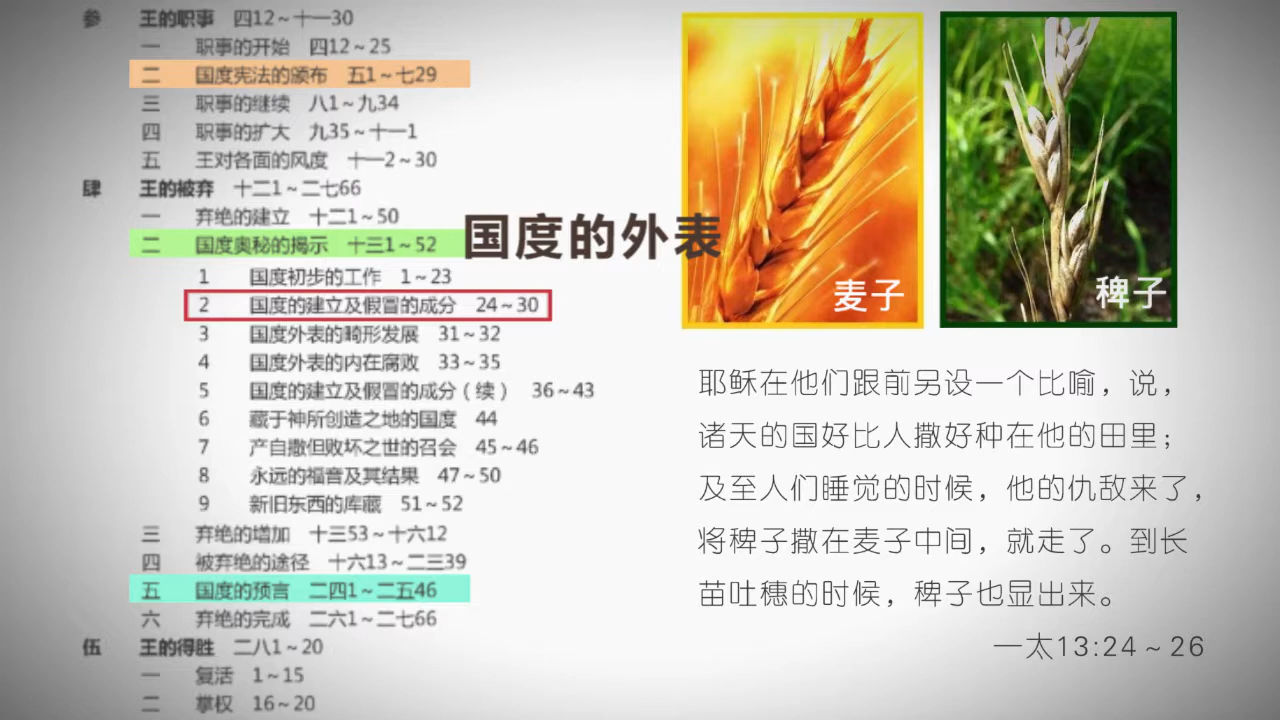 叁 王的职事 四12～十一30
一 职事的开始 四12～25
二 国度宪法的颁布 五1～七29
三 职事的继续 八1～九34
四 职事的扩大 九35～十一1
五 王对各面的风度 十一2～30
肆 王的被弃 十二1～二七66
一 弃绝的建立 十二1～50
二 国度奥秘的揭示 十三1～52
1 国度初步的工作 1～23
2 国度的建立及假冒的成分 24～30
3 国度外表的畸形发展 31～32
4 国度外表的内在腐败 33～35
5 国度的建立及假冒的成分（续） 36～43
6 藏于神所创造之地的国度 44
7 产自撒但败坏之世的召会 45～46
8 永远的福音及其结果 47～50
9 新旧东西的库藏 51～52
三 弃绝的增加 十三53～十六12
四 被弃绝的途径 十六13～二三39
五 国度的预言 二四1～二五46
六 弃绝的完成 二六1～二七66
伍 王的得胜 二八1～20
一 复活 1～15
二 掌权 16～20
国度的外表
麦子
稗子
耶稣在他们跟前另设一个比喻，说，
诸天的国好比人撒好种在他的田里；
及至人们睡觉的时候，他的仇敌来了，
将稗子撒在麦子中间，就走了。到长
苗吐穗的时候，稗子也显出来。
—太13:24～26